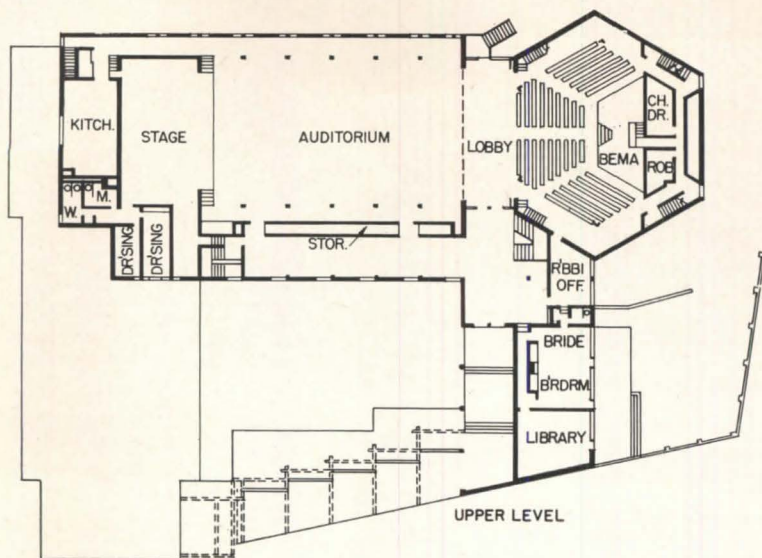 KITCH.
STAGE
AUDITORIUM
LOBBY
BEMA
CH.
DR.
ROB
W.
M.
DR'SING
DR'SING
STOR.
R'BBI
OFF.
BRIDE
B'RDRM.
LIBRARY
UPPER LEVEL